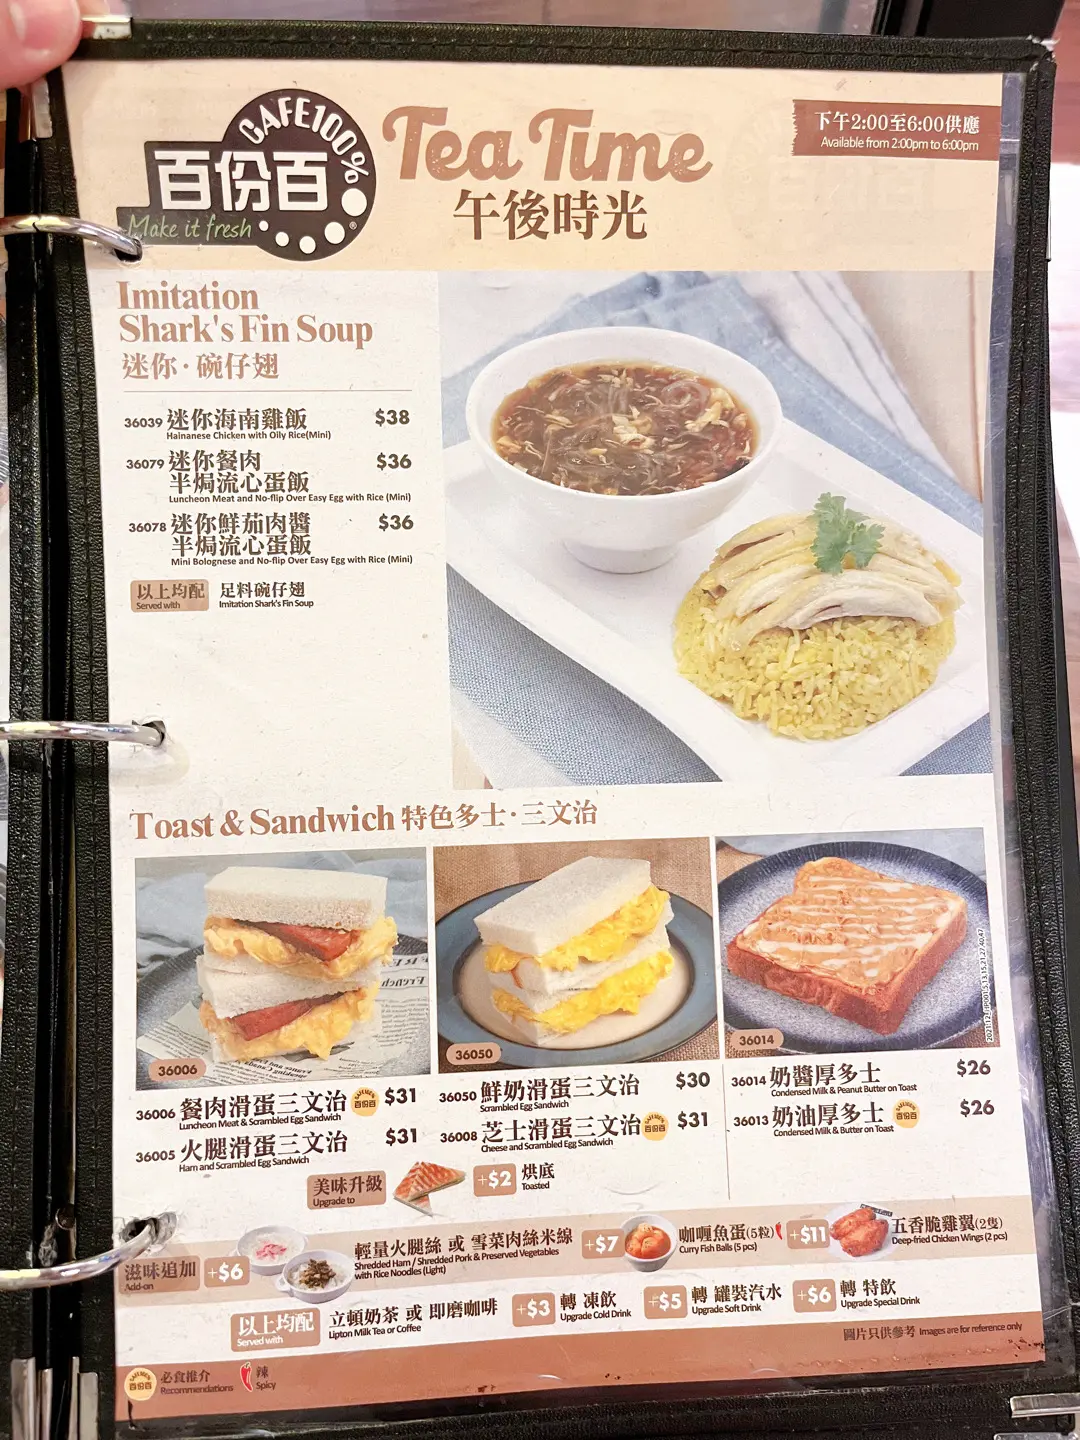 CAFE100%
百份百
Make it fresh
Tea Time
午後時光
下午2:00至6:00供應
Available from 2:00pm to 6:00pm
Imitation
Shark's Fin Soup
迷你·碗仔翅
36039 迷你海南雞飯 $38
Hainanese Chicken with Oily Rice(Mini)
36079 迷你餐肉 $36
半焗流心蛋飯
Luncheon Meat and No-flip Over Easy Egg with Rice (Mini)
36078 迷你鮮茄肉醬 $36
半焗流心蛋飯
Mini Bolognese and No-flip Over Easy Egg with Rice (Mini)
以上均配 足料碗仔翅
Served with Imitation Shark's Fin Soup
Toast & Sandwich 特色多士·三文治
36006
36050
36014
36006 餐肉滑蛋三文治 百份百 $31
Luncheon Meat & Scrambled Egg Sandwich
36005 火腿滑蛋三文治 $31
Ham and Scrambled Egg Sandwich
36050 鮮奶滑蛋三文治 $30
Scrambled Egg Sandwich
36008 芝士滑蛋三文治 百份百 $31
Cheese and Scrambled Egg Sandwich
36014 奶醬厚多士 $26
Condensed Milk & Peanut Butter on Toast
36013 奶油厚多士 百份百 $26
Condensed Milk & Butter on Toast
美味升級 +$2 烘底
Upgrade to Toasted
滋味追加 +$6
Add-on
輕量火腿絲 或 雪菜肉絲米線
Shredded Ham / Shredded Pork & Preserved Vegetables
with Rice Noodles (Light)
+$7 咖喱魚蛋(5粒)
Curry Fish Balls (5 pcs)
+$11 五香脆雞翼(2隻)
Deep-fried Chicken Wings (2 pcs)
以上均配 立頓奶茶 或 即磨咖啡
Served with Lipton Milk Tea or Coffee
+$3 轉 凍飲
Upgrade Cold Drink
+$5 轉 罐裝汽水
Upgrade Soft Drink
+$6 轉 特飲
Upgrade Special Drink
圖片只供參考 Images are for reference only
百份百 必食推介
Recommendations
辣
Spicy